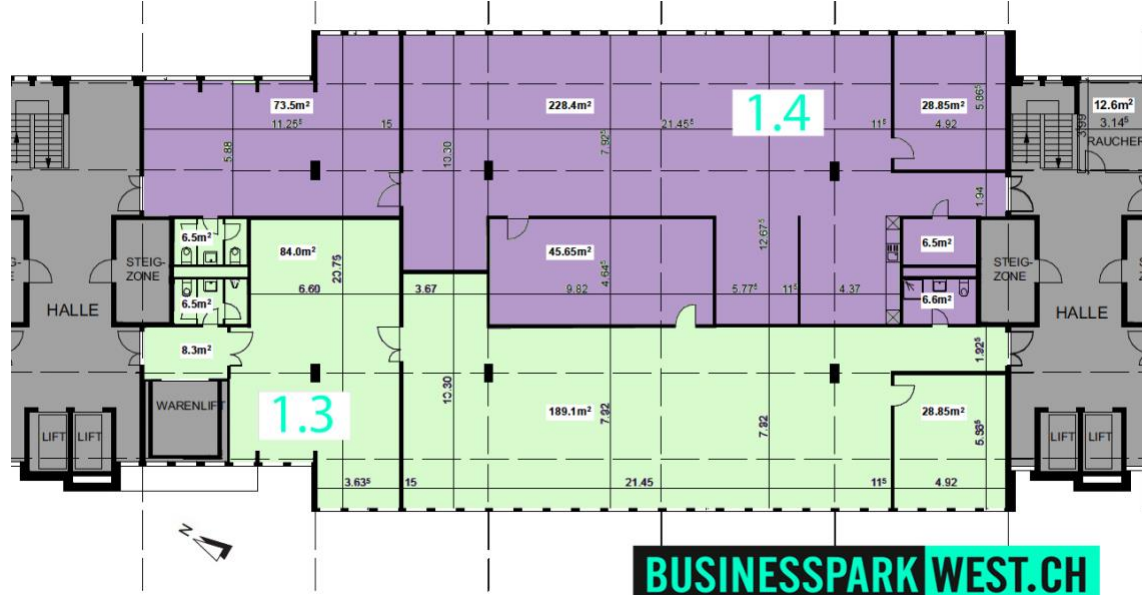 73.5m²
11.25⁵
15
5.88
10.30
228.4m²
7.92⁵
21.45⁵
1.4
11⁵
28.85m²
4.92
5.86⁵
1.94
12.6m²
3.14⁵
3.99
RAUCHER
6.5m²
84.0m²
20.75
6.60
3.67
45.65m²
4.64⁵
9.82
12.67⁵
5.77
11⁵
4.37
6.5m²
6.6m²
STEIG-
ZONE
STEIG-
ZONE
HALLE
HALLE
6.5m²
8.3m²
WARENLIFT
1.3
10.30
189.1m²
7.92
7.92
1.92⁵
28.85m²
LIFT
LIFT
LIFT
LIFT
3.63⁵
15
21.45
11⁵
4.92
N
BUSINESSPARK WEST.CH